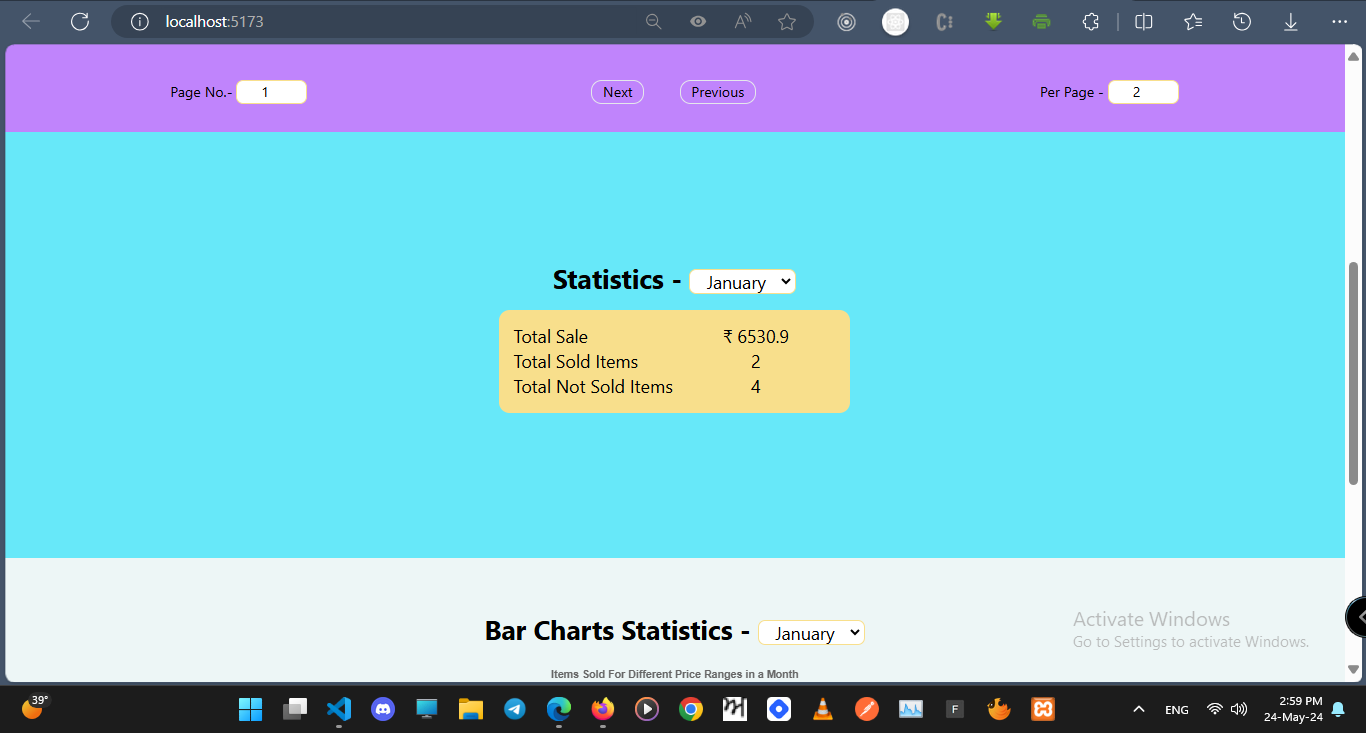 localhost:5173
Page No.- 1
Next
Previous
Per Page - 2
Statistics - January
Total Sale ₹ 6530.9
Total Sold Items 2
Total Not Sold Items 4
Bar Charts Statistics - January
Items Sold For Different Price Ranges in a Month
Activate Windows
Go to Settings to activate Windows.
39°
F
ENG
2:59 PM
24-May-24